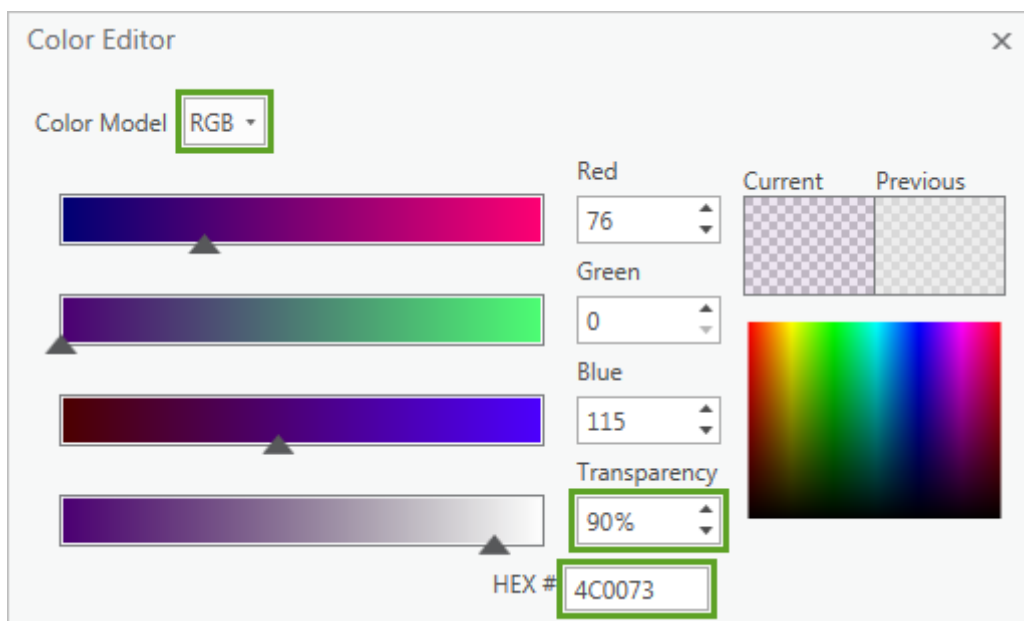 Color Editor
Color Model RGB
Red
76
Current Previous
Green
0
Blue
115
Transparency
90%
HEX # 4C0073